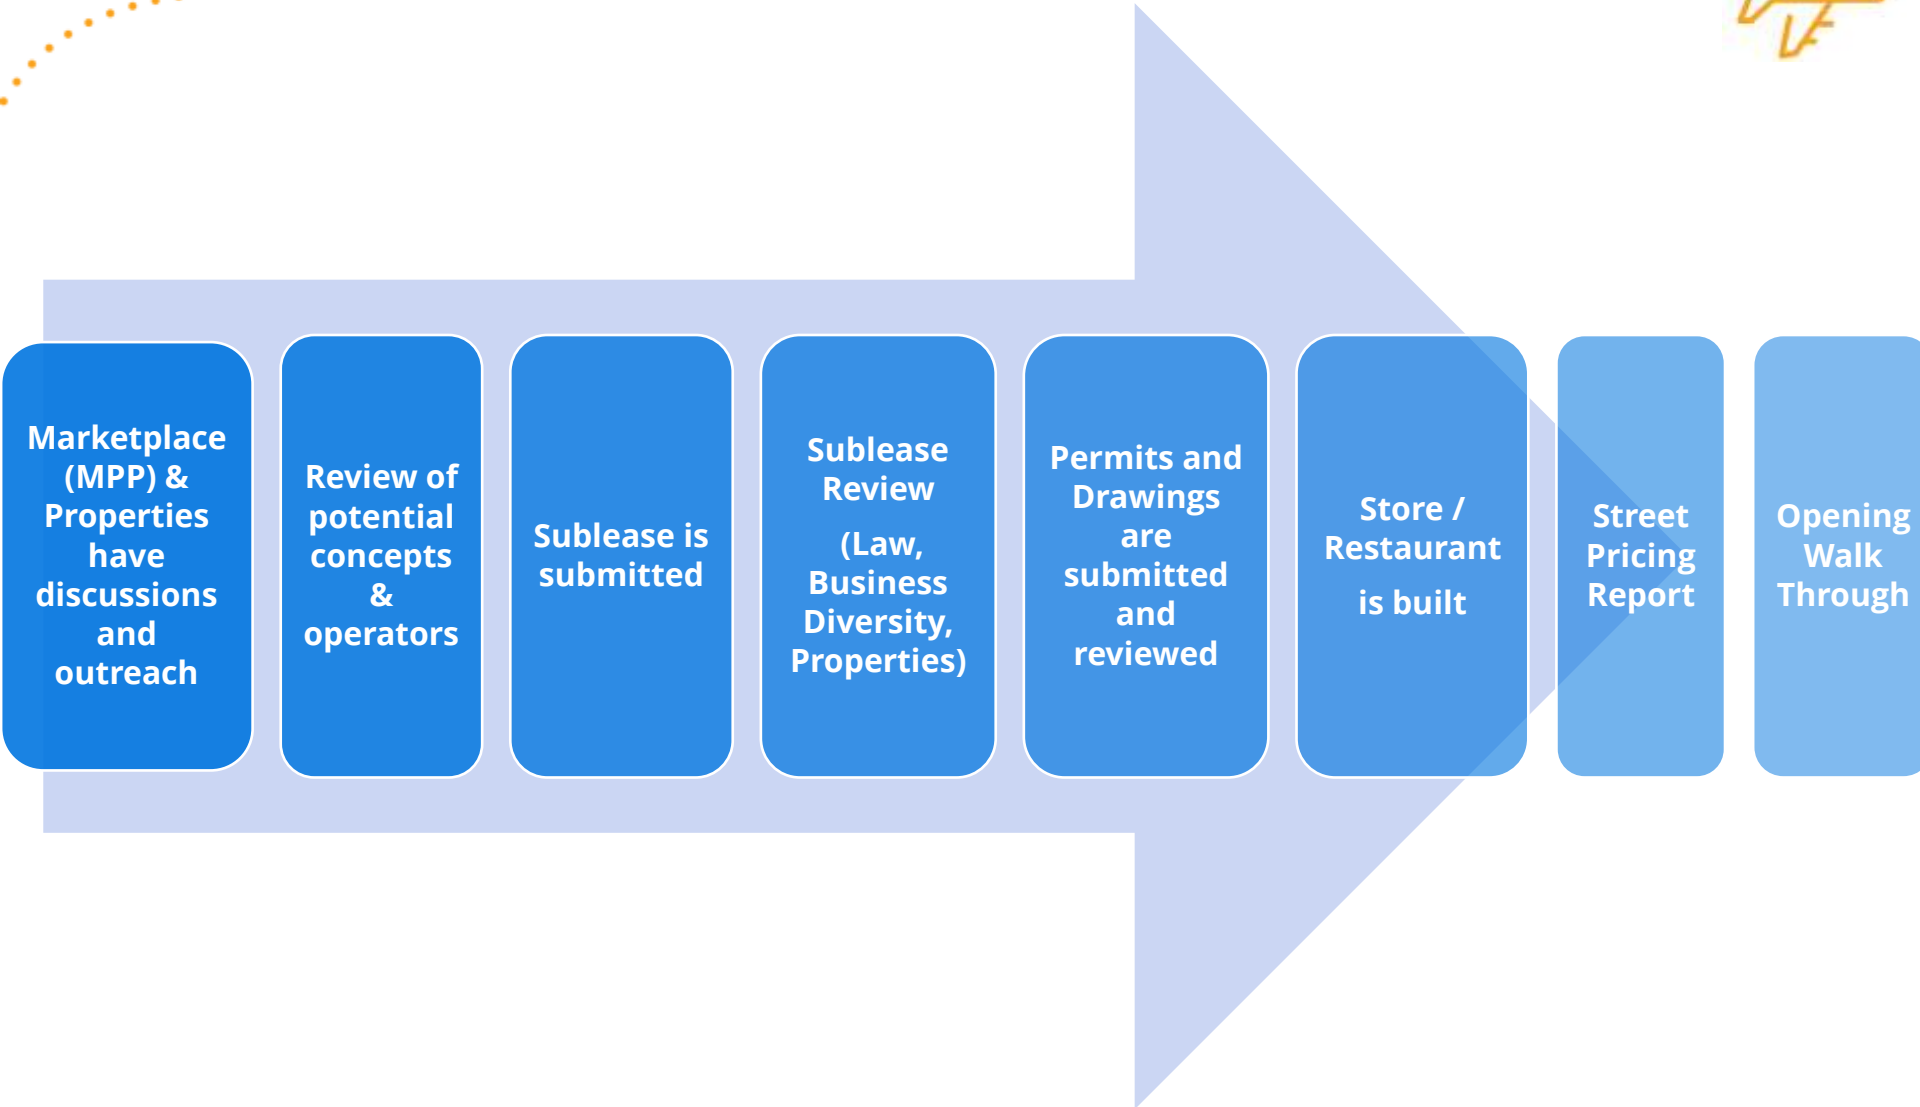 Marketplace
(MPP) &
Properties
have
discussions
and
outreach
Review of
potential
concepts
&
operators
Sublease is
submitted
Sublease
Review
(Law,
Business
Diversity,
Properties)
Permits and
Drawings
are
submitted
and
reviewed
Store /
Restaurant
is built
Street
Pricing
Report
Opening
Walk
Through